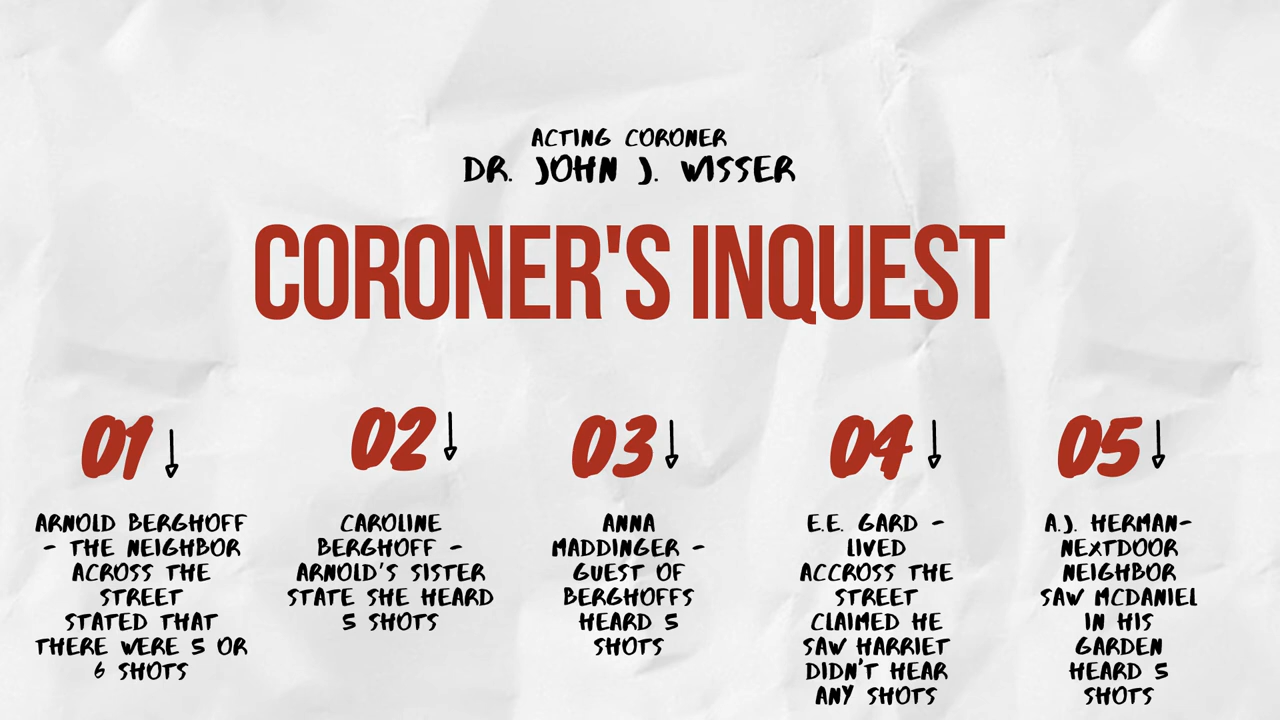 ACTING CORONER
DR. JOHN J. WISSER
CORONER'S INQUEST
01
ARNOLD BERGHOFF
- THE NEIGHBOR
ACROSS THE
STREET
STATED THAT
THERE WERE 5 OR
6 SHOTS
02
CAROLINE
BERGHOFF -
ARNOLD'S SISTER
STATE SHE HEARD
5 SHOTS
03
ANNA
MADDINGER -
GUEST OF
BERGHOFFS
HEARD 5
SHOTS
04
E.E. GARD -
LIVED
ACCROSS THE
STREET
CLAIMED HE
SAW HARRIET
DIDN'T HEAR
ANY SHOTS
05
A.J. HERMAN-
NEXTDOOR
NEIGHBOR
SAW MCDANIEL
IN HIS
GARDEN
HEARD 5
SHOTS